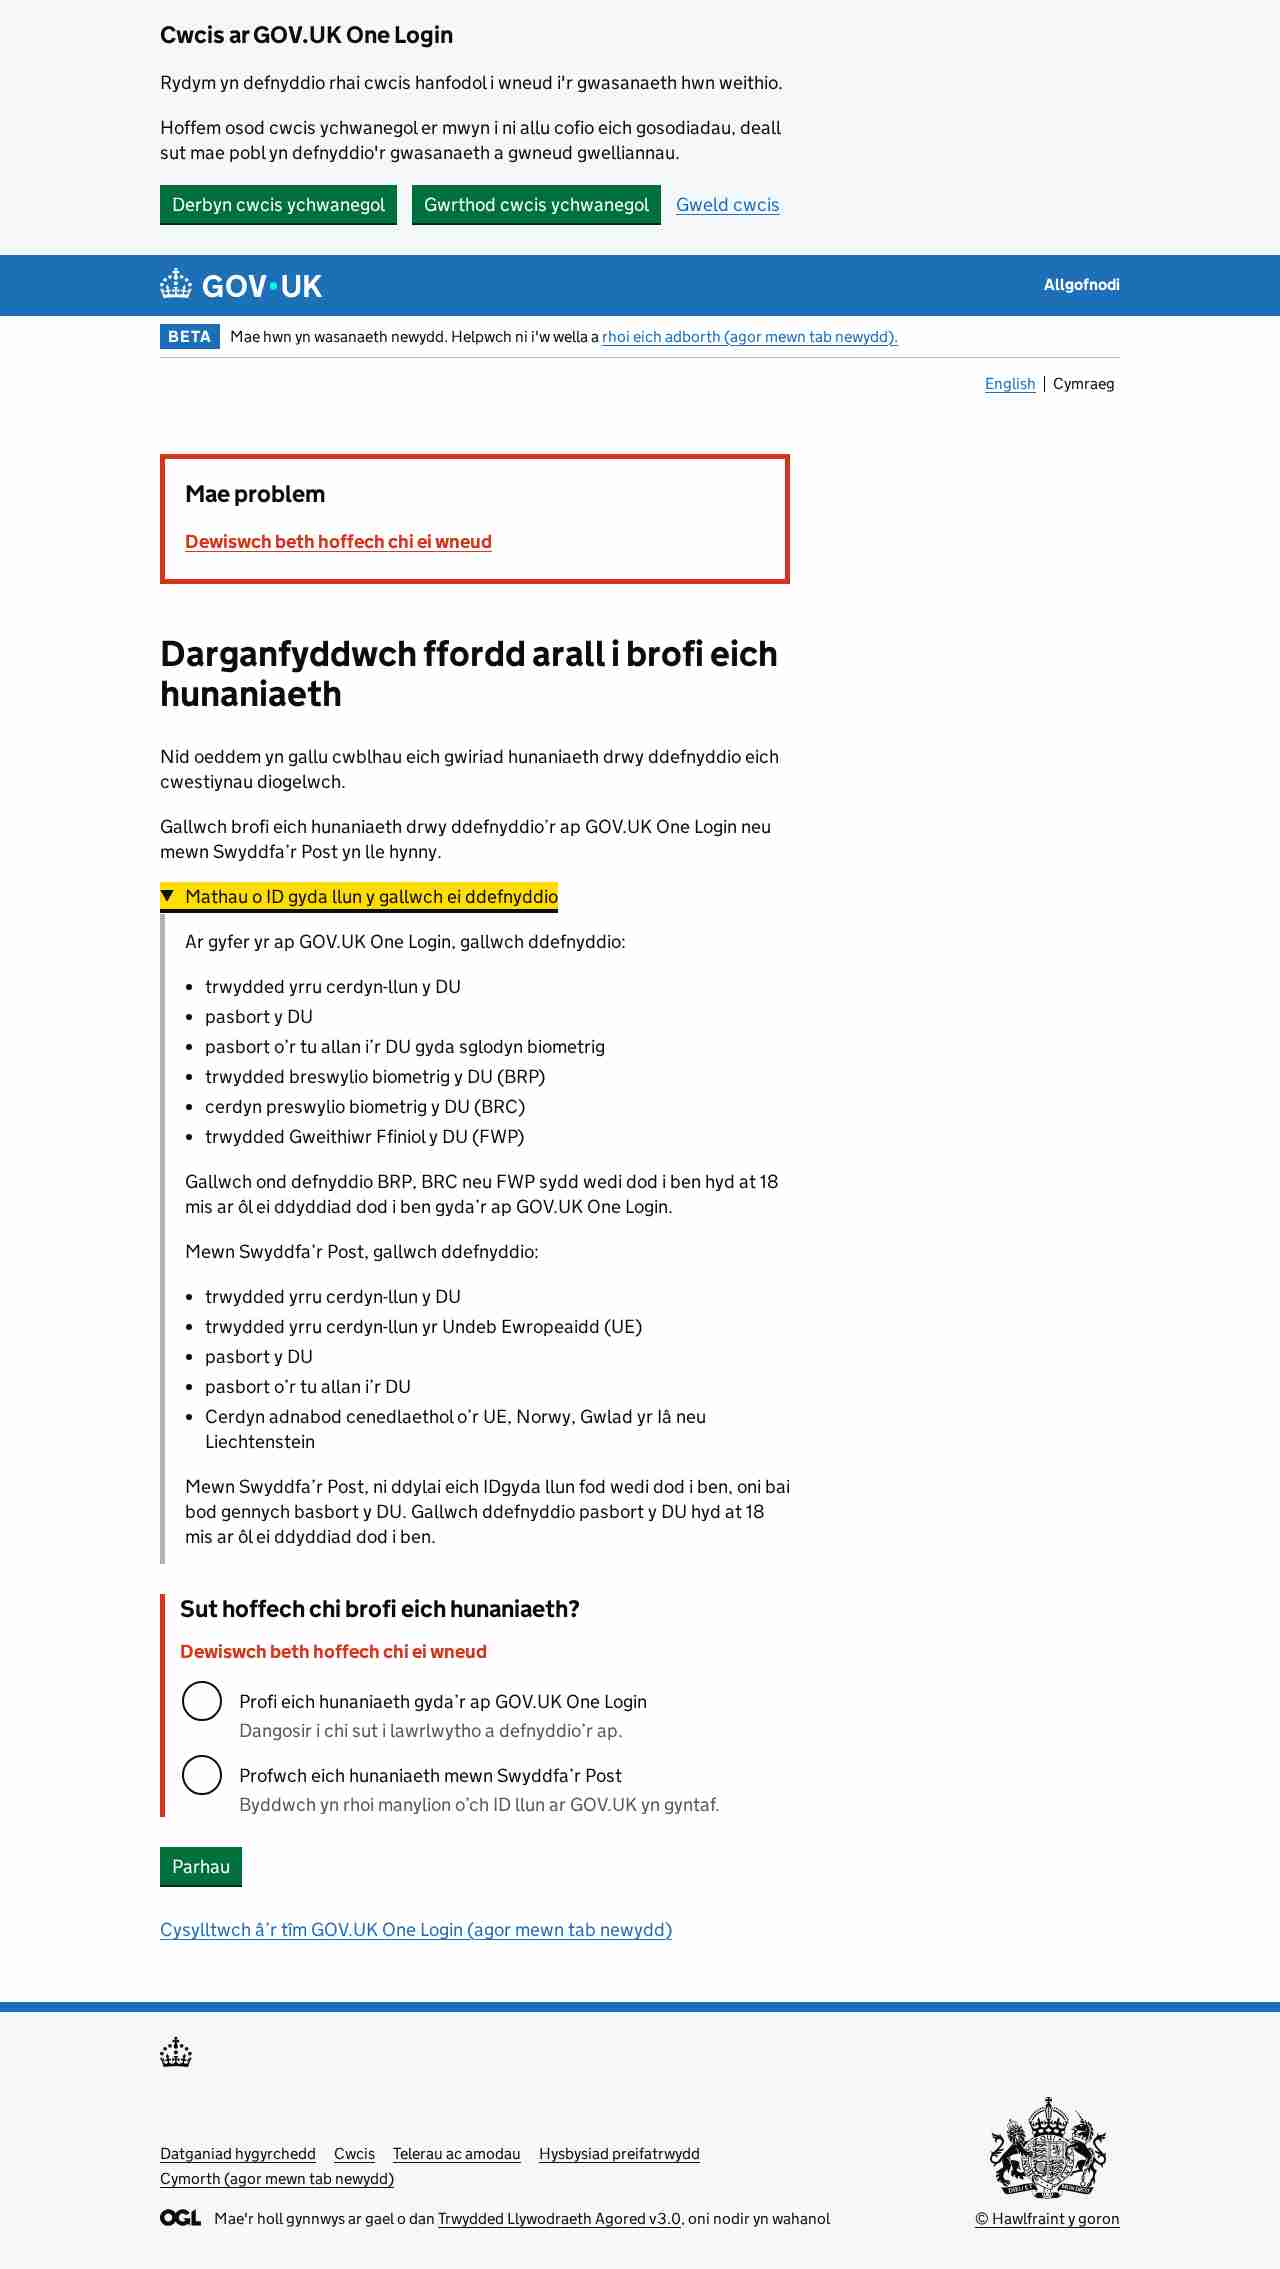 Cwcis ar GOV.UK One Login
Rydym yn defnyddio rhai cwcis hanfodol i wneud i'r gwasanaeth hwn weithio.
Hoffem osod cwcis ychwanegol er mwyn i ni allu cofio eich gosodiadau, deall
sut mae pobl yn defnyddio'r gwasanaeth a gwneud gwelliannau.
Derbyn cwcis ychwanegol Gwrthod cwcis ychwanegol Gweld cwcis
GOV.UK Allgofnodi
BETA Mae hwn yn wasanaeth newydd. Helpwch ni i'w wella a rhoi eich adborth (agor mewn tab newydd).
English | Cymraeg
Mae problem
Dewiswch beth hoffech chi ei wneud
Darganfyddwch ffordd arall i brofi eich
hunaniaeth
Nid oeddem yn gallu cwblhau eich gwiriad hunaniaeth drwy ddefnyddio eich
cwestiynau diogelwch.
Gallwch brofi eich hunaniaeth drwy ddefnyddio’r ap GOV.UK One Login neu
mewn Swyddfa’r Post yn lle hynny.
Mathau o ID gyda llun y gallwch ei ddefnyddio
Ar gyfer yr ap GOV.UK One Login, gallwch ddefnyddio:
• trwydded yrru cerdyn-llun y DU
• pasbort y DU
• pasbort o’r tu allan i’r DU gyda sglodyn biometrig
• trwydded breswylio biometrig y DU (BRP)
• cerdyn preswylio biometrig y DU (BRC)
• trwydded Gweithiwr Ffiniol y DU (FWP)
Gallwch ond defnyddio BRP, BRC neu FWP sydd wedi dod i ben hyd at 18
mis ar ôl ei ddyddiad dod i ben gyda’r ap GOV.UK One Login.
Mewn Swyddfa’r Post, gallwch ddefnyddio:
• trwydded yrru cerdyn-llun y DU
• trwydded yrru cerdyn-llun yr Undeb Ewropeaidd (UE)
• pasbort y DU
• pasbort o’r tu allan i’r DU
• Cerdyn adnabod cenedlaethol o’r UE, Norwy, Gwlad yr Iâ neu
Liechtenstein
Mewn Swyddfa’r Post, ni ddylai eich IDgyda llun fod wedi dod i ben, oni bai
bod gennych basbort y DU. Gallwch ddefnyddio pasbort y DU hyd at 18
mis ar ôl ei ddyddiad dod i ben.
Sut hoffech chi brofi eich hunaniaeth?
Dewiswch beth hoffech chi ei wneud
Profi eich hunaniaeth gyda’r ap GOV.UK One Login
Dangosir i chi sut i lawrlwytho a defnyddio’r ap.
Profwch eich hunaniaeth mewn Swyddfa’r Post
Byddwch yn rhoi manylion o’ch ID llun ar GOV.UK yn gyntaf.
Parhau
Cysylltwch â’r tîm GOV.UK One Login (agor mewn tab newydd)
Datganiad hygyrchedd Cwcis Telerau ac amodau Hysbysiad preifatrwydd
Cymorth (agor mewn tab newydd)
OGL Mae'r holl gynnwys ar gael o dan Trwydded Llywodraeth Agored v3.0, oni nodir yn wahanol
© Hawlfraint y goron